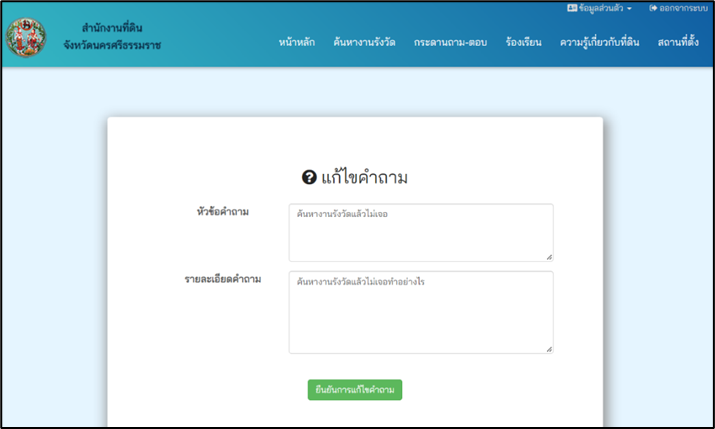 ข้อมูลส่วนตัว ออกจากระบบ
สำนักงานที่ดิน
จังหวัดนครศรีธรรมราช
หน้าหลัก ค้นหางานรังวัด กระดานถาม-ตอบ ร้องเรียน ความรู้เกี่ยวกับที่ดิน สถานที่ตั้ง
แก้ไขคำถาม
หัวข้อคำถาม
ค้นหางานรังวัดแล้วไม่เจอ
รายละเอียดคำถาม
ค้นหางานรังวัดแล้วไม่เจอทำอย่างไร
ยืนยันการแก้ไขคำถาม